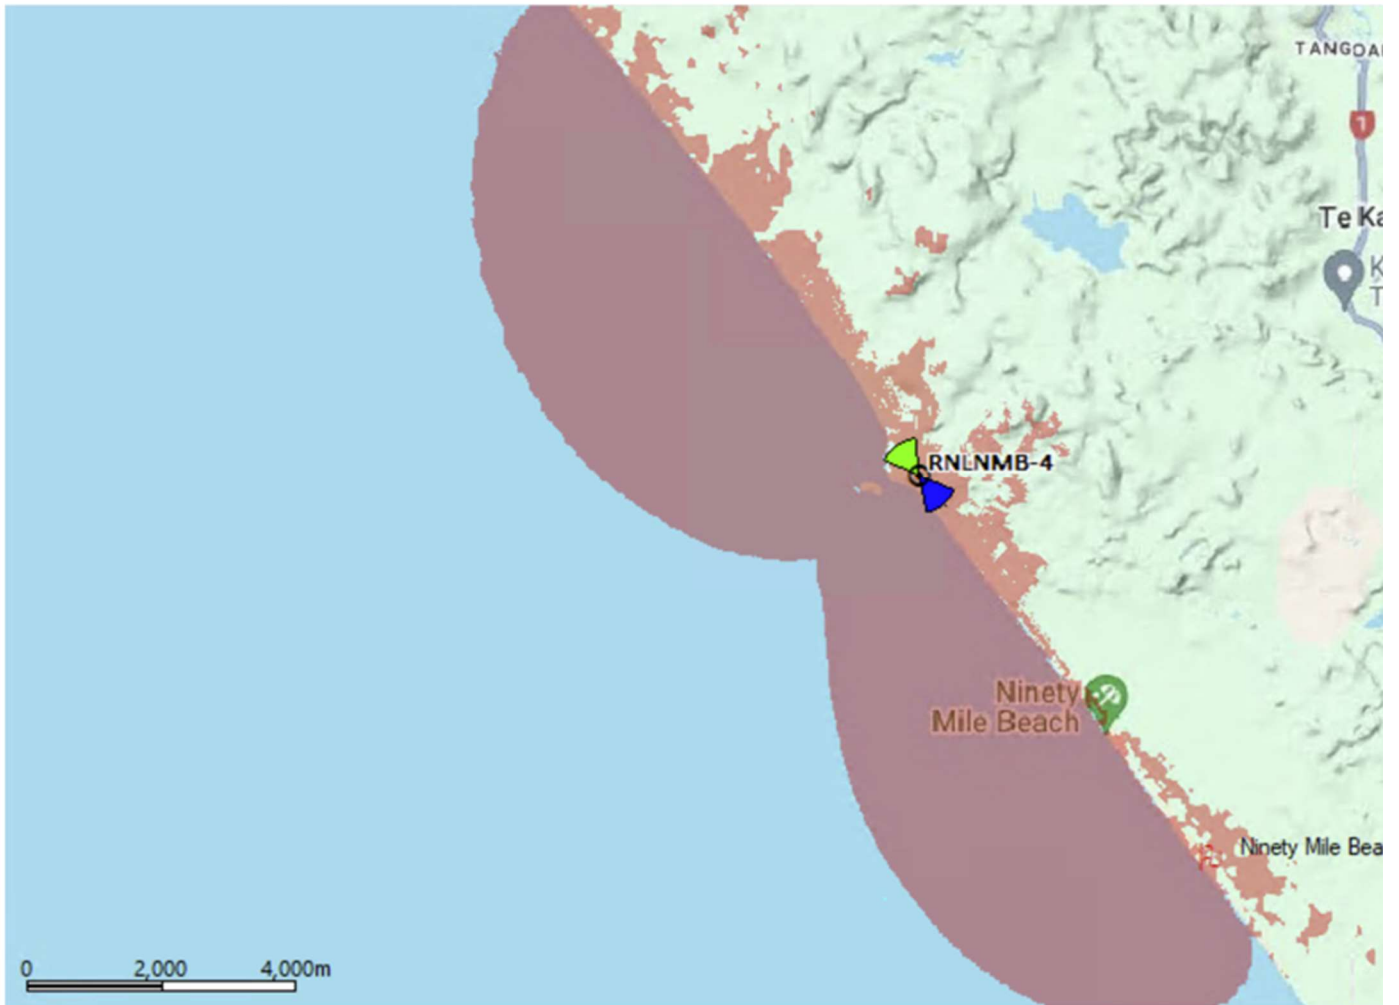 TANGOA
1
Te Ka
K
T
RNLNMB-4
Ninety
Mile Beach
Ninety Mile Bea
0 2,000 4,000m